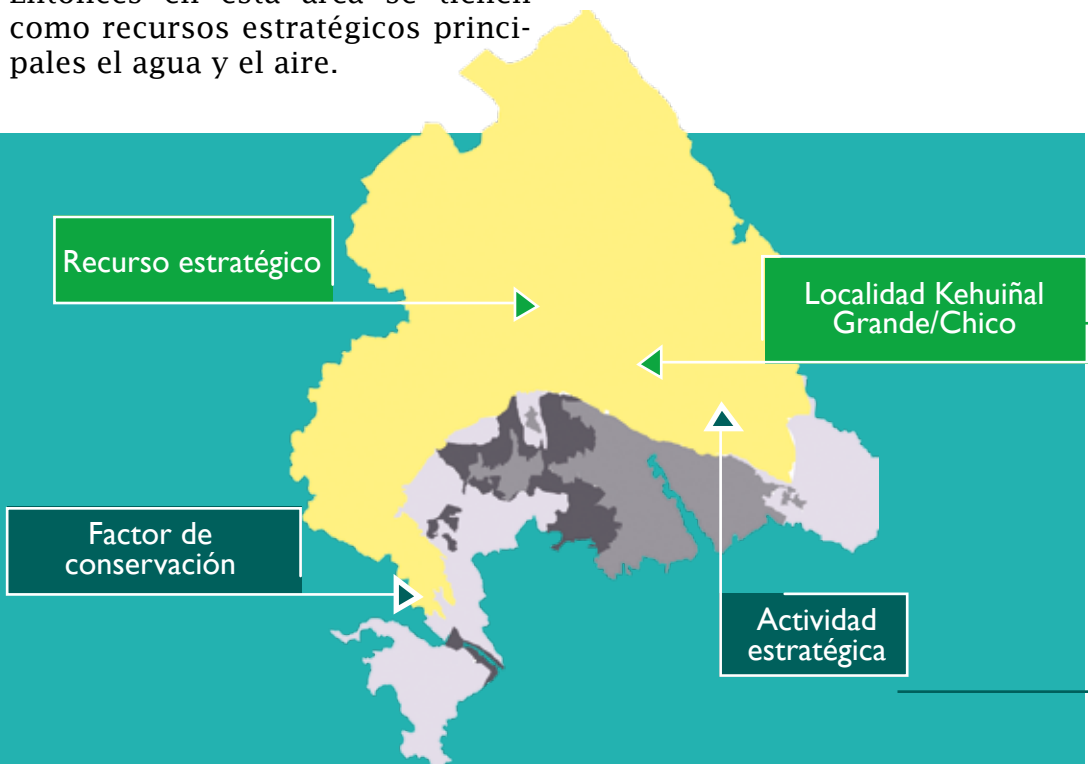 como recursos estratégicos princi-
pales el agua y el aire.
Recurso estratégico
Localidad Kehuiñal
Grande/Chico
Factor de
conservación
Actividad
estratégica